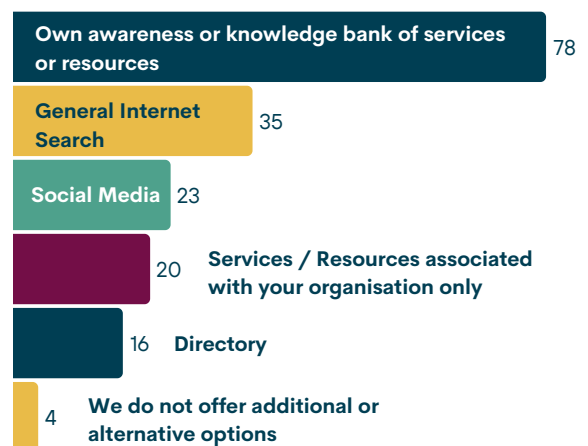 Own awareness or knowledge bank of services
or resources
78
General Internet
Search
35
Social Media
23
20
Services / Resources associated
with your organisation only
16
Directory
4
We do not offer additional or
alternative options